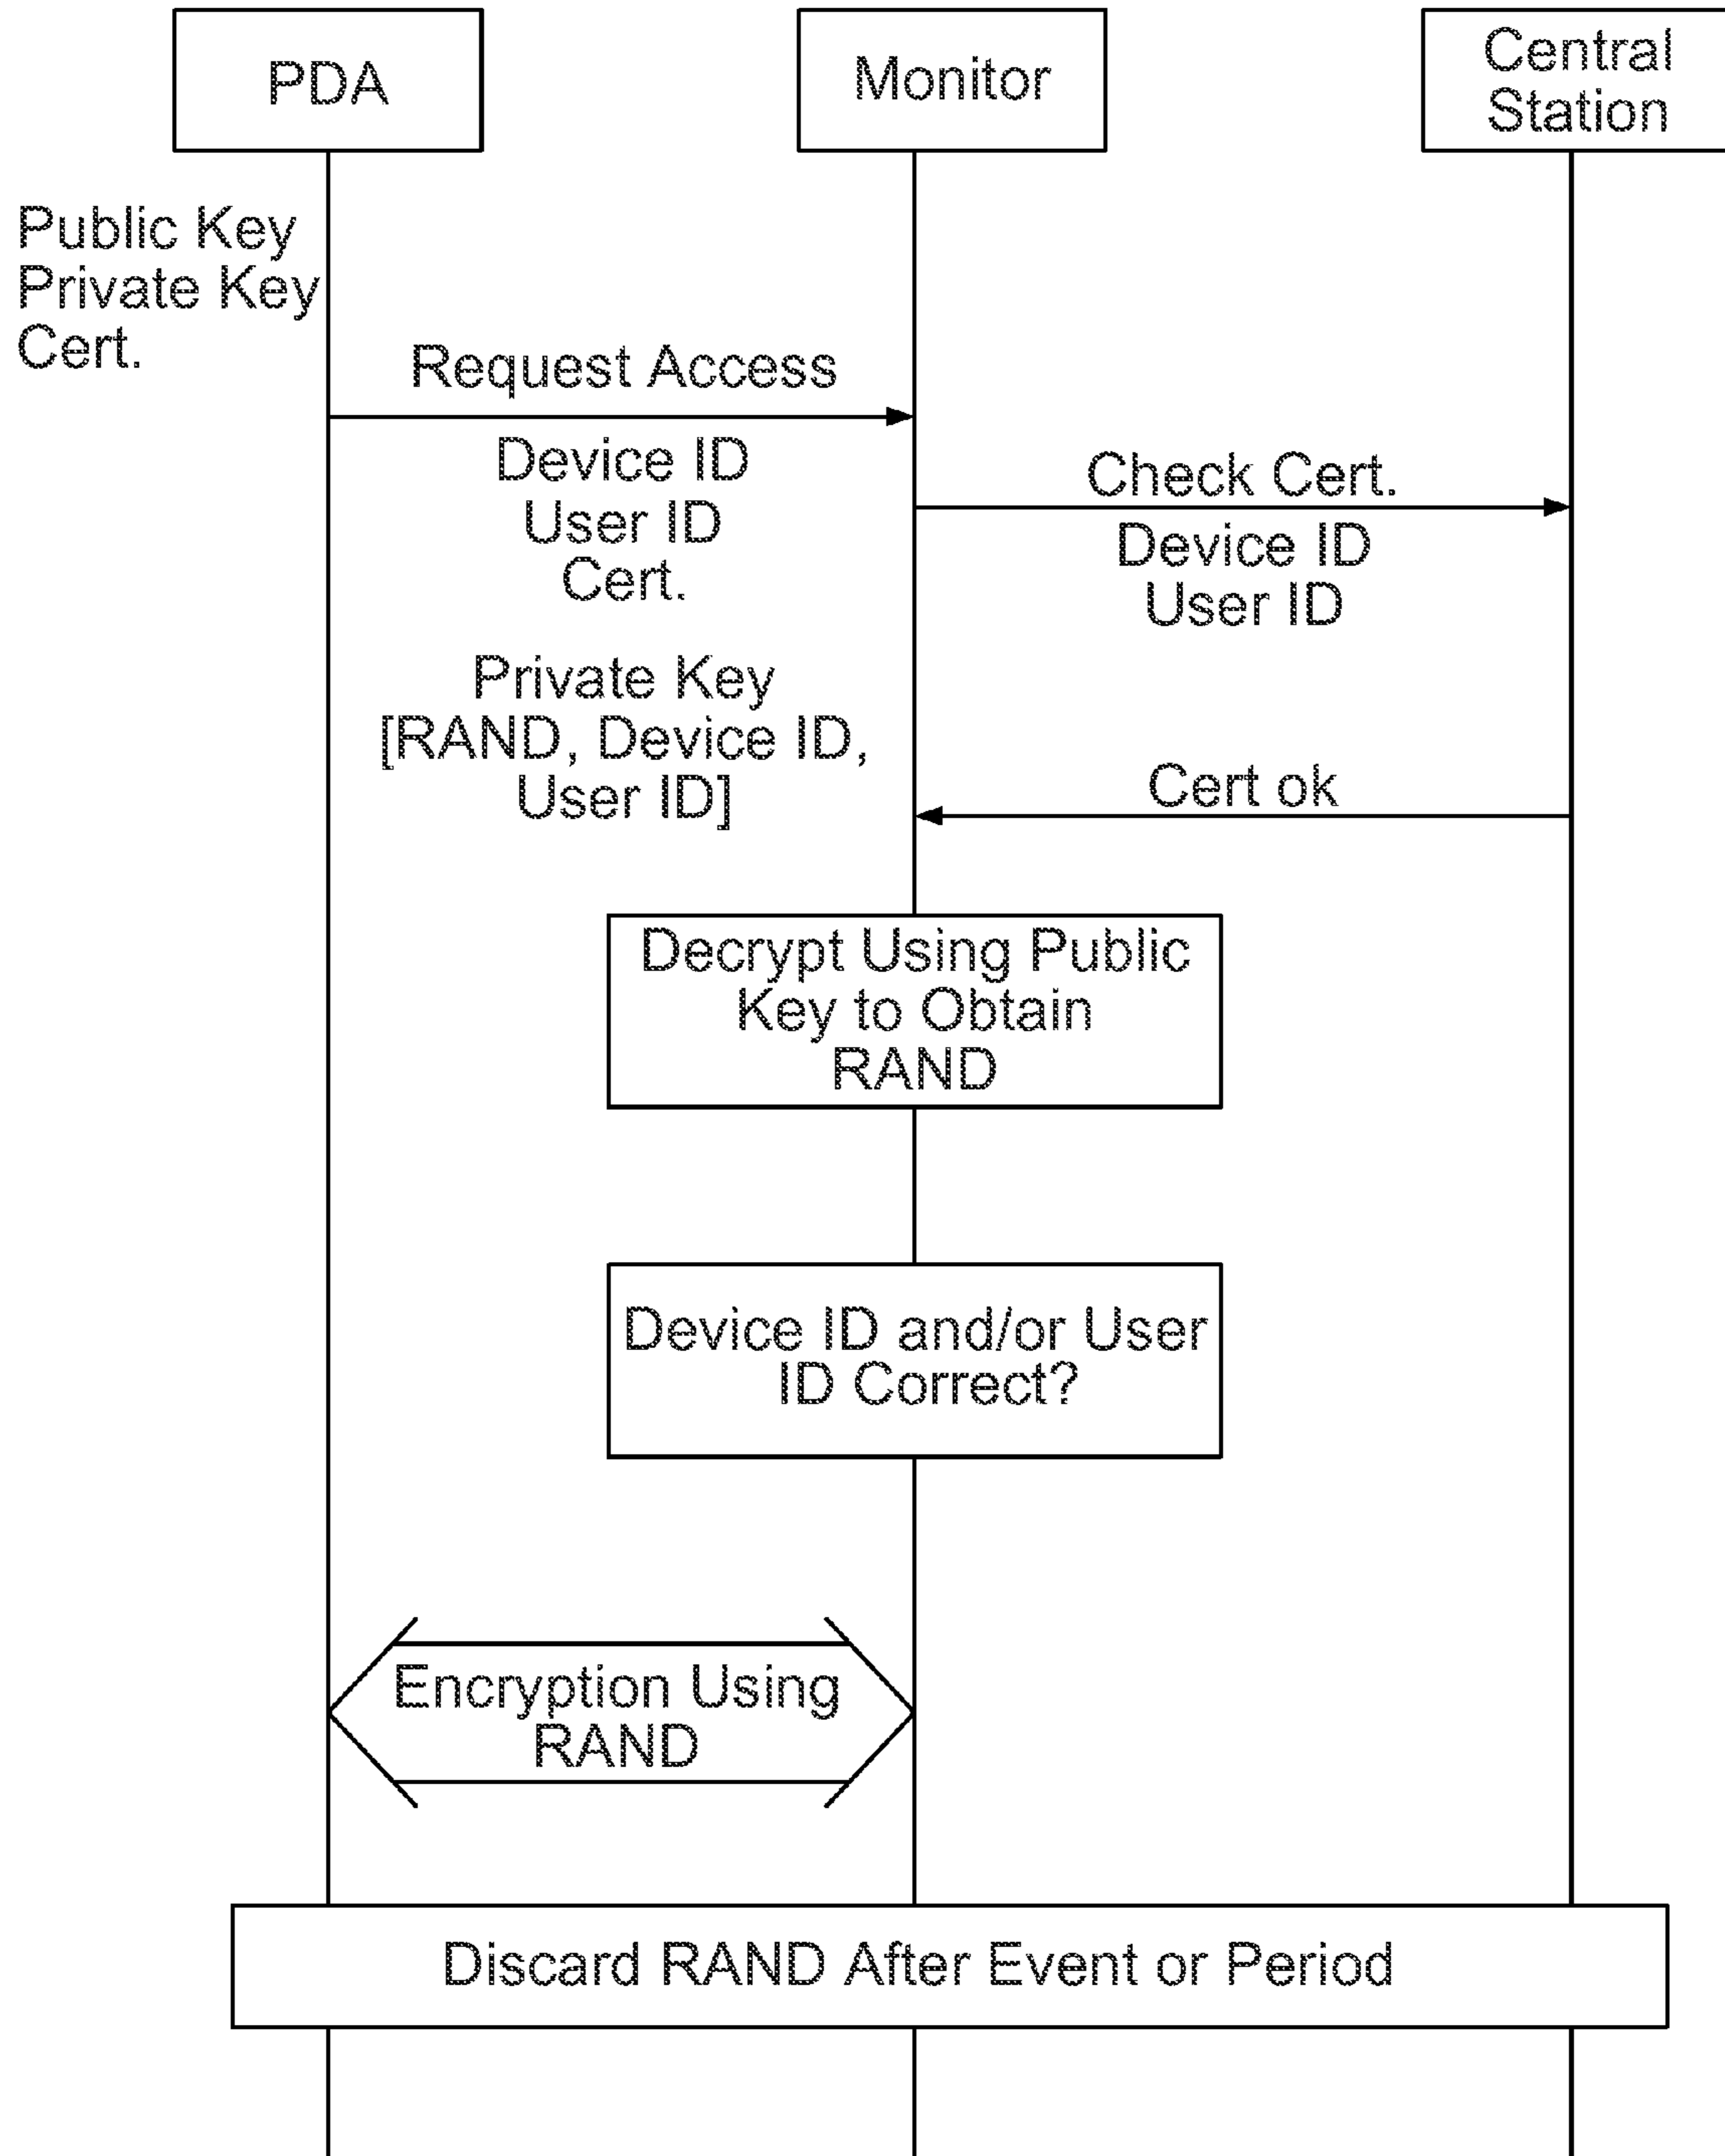 PDA
Monitor
Central
Station
Public Key
Private Key
Cert.
Request Access
Device ID
User ID
Cert.
Check Cert.
Device ID
User ID
Private Key
[RAND, Device ID,
User ID]
Cert ok
Decrypt Using Public
Key to Obtain
RAND
Device ID and/or User
ID Correct?
Encryption Using
RAND
Discard RAND After Event or Period